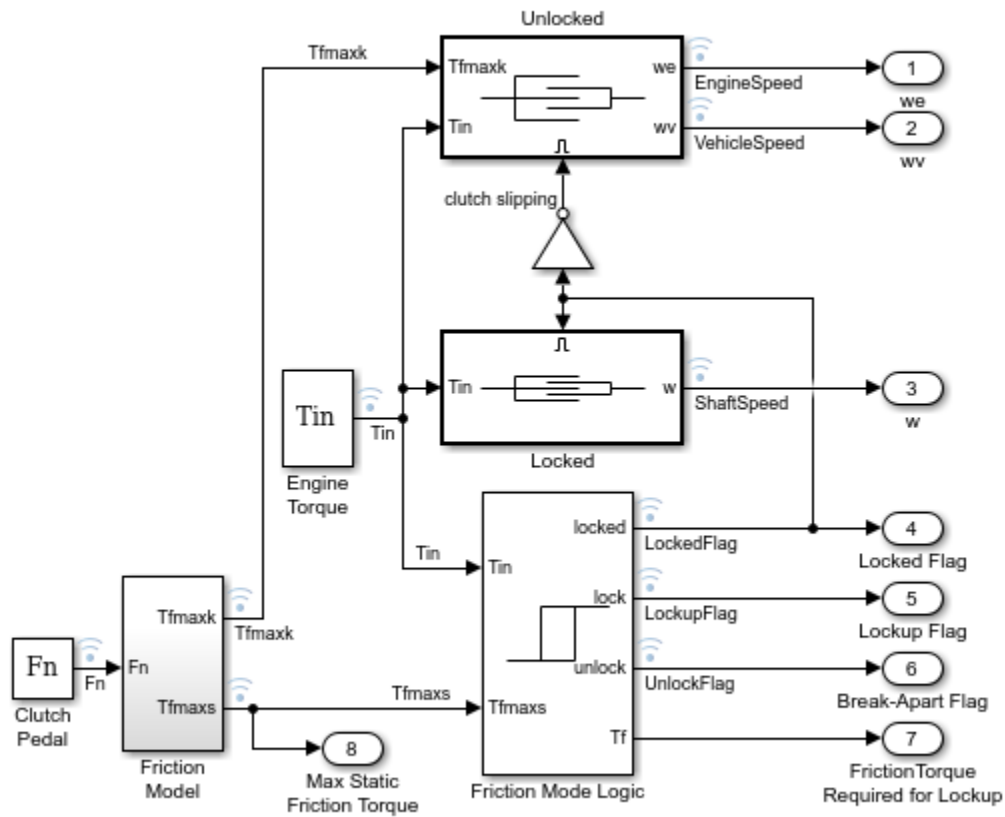 Unlocked
Tfmaxk
Tfmaxk
we
EngineSpeed
1
we
Tin
wv
VehicleSpeed
2
wv
clutch slipping
Tin
w
ShaftSpeed
3
w
Locked
Tin
Tin
Engine
Torque
locked
LockedFlag
4
Locked Flag
Tin
Tin
lock
LockupFlag
5
Lockup Flag
unlock
UnlockFlag
6
Break-Apart Flag
Tfmaxs
Tfmaxs
Tf
7
FrictionTorque
Required for Lockup
Friction Mode Logic
Fn
Fn
Clutch
Pedal
Fn
Tfmaxk
Tfmaxk
Tfmaxs
Friction
Model
8
Max Static
Friction Torque